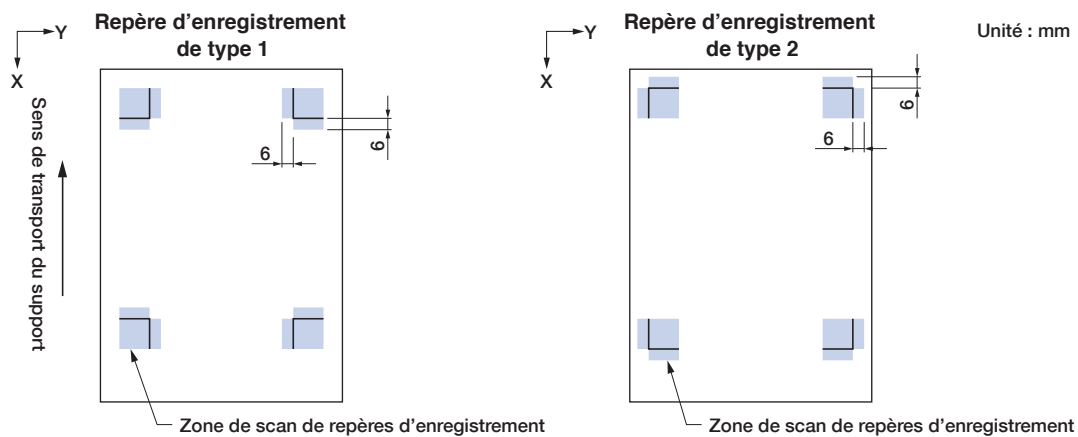 Repère d'enregistrement
de type 1
Y
X
Sens de transport du support
6
6
Zone de scan de repères d'enregistrement
Repère d'enregistrement
de type 2
Y
X
Unité : mm
6
6
Zone de scan de repères d'enregistrement